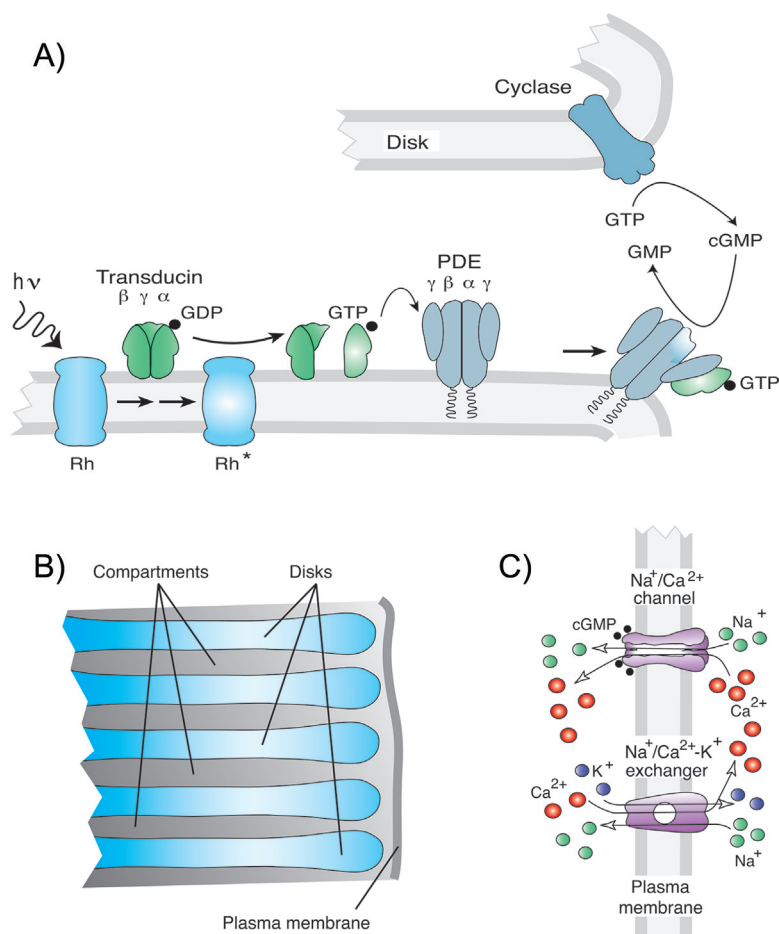 A)
Cyclase
Disk
GTP
cGMP
GMP
hν
Transducin
β γ α
GDP
GTP
PDE
γ β α γ
GTP
Rh
Rh*
B)
Compartments
Disks
Plasma membrane
C)
Na+/Ca2+
channel
cGMP
Na+
Ca2+
Na+/Ca2+-K+
exchanger
K+
Ca2+
Na+
Plasma
membrane